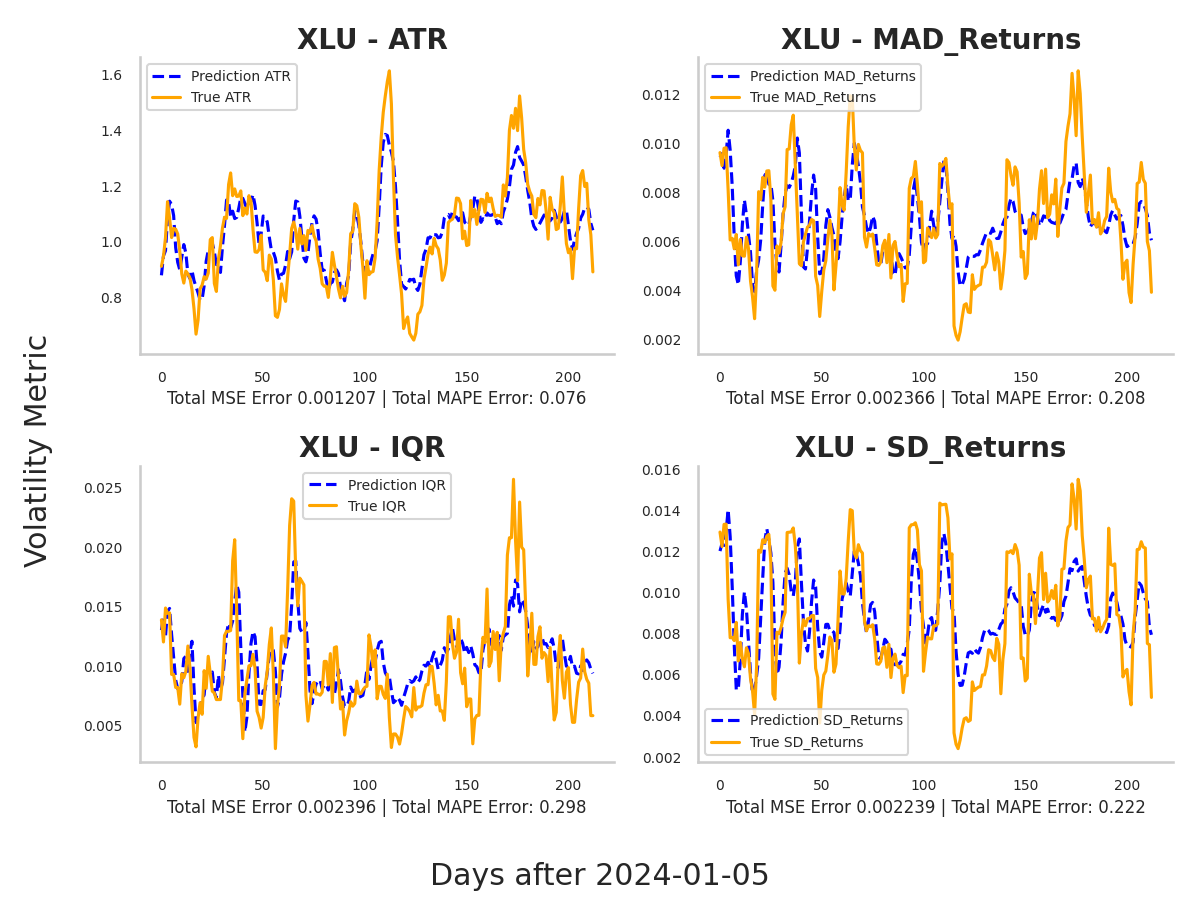 XLU - ATR
1.6
1.4
1.2
1.0
0.8
Prediction ATR
True ATR
0 50 100 150 200
Total MSE Error 0.001207 | Total MAPE Error: 0.076
XLU - MAD_Returns
0.012
0.010
0.008
0.006
0.004
0.002
Prediction MAD_Returns
True MAD_Returns
0 50 100 150 200
Total MSE Error 0.002366 | Total MAPE Error: 0.208
Volatility Metric
XLU - IQR
0.025
0.020
0.015
0.010
0.005
Prediction IQR
True IQR
0 50 100 150 200
Total MSE Error 0.002396 | Total MAPE Error: 0.298
XLU - SD_Returns
0.016
0.014
0.012
0.010
0.008
0.006
0.004
0.002
Prediction SD_Returns
True SD_Returns
0 50 100 150 200
Total MSE Error 0.002239 | Total MAPE Error: 0.222
Days after 2024-01-05